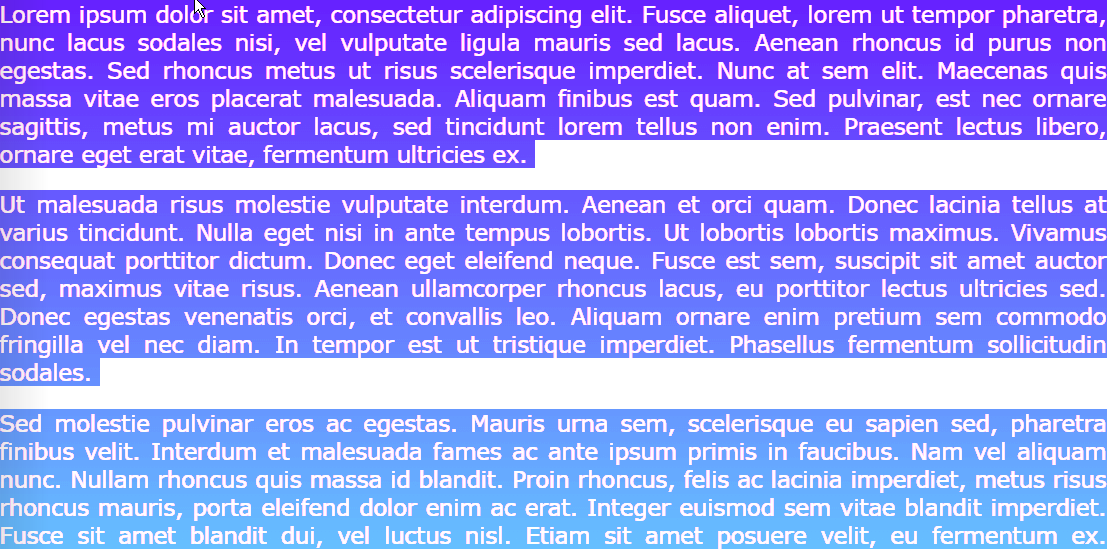 Lorem ipsum dolor sit amet, consectetur adipiscing elit. Fusce aliquet, lorem ut tempor pharetra,
nunc lacus sodales nisi, vel vulputate ligula mauris sed lacus. Aenean rhoncus id purus non
egestas. Sed rhoncus metus ut risus scelerisque imperdiet. Nunc at sem elit. Maecenas quis
massa vitae eros placerat malesuada. Aliquam finibus est quam. Sed pulvinar, est nec ornare
sagittis, metus mi auctor lacus, sed tincidunt lorem tellus non enim. Praesent lectus libero,
ornare eget erat vitae, fermentum ultricies ex.
Ut malesuada risus molestie vulputate interdum. Aenean et orci quam. Donec lacinia tellus at
varius tincidunt. Nulla eget nisi in ante tempus lobortis. Ut lobortis lobortis maximus. Vivamus
consequat porttitor dictum. Donec eget eleifend neque. Fusce est sem, suscipit sit amet auctor
sed, maximus vitae risus. Aenean ullamcorper rhoncus lacus, eu porttitor lectus ultricies sed.
Donec egestas venenatis orci, et convallis leo. Aliquam ornare enim pretium sem commodo
fringilla vel nec diam. In tempor est ut tristique imperdiet. Phasellus fermentum sollicitudin
sodales.
Sed molestie pulvinar eros ac egestas. Mauris urna sem, scelerisque eu sapien sed, pharetra
finibus velit. Interdum et malesuada fames ac ante ipsum primis in faucibus. Nam vel aliquam
nunc. Nullam rhoncus quis massa id blandit. Proin rhoncus, felis ac lacinia imperdiet, metus risus
rhoncus mauris, porta eleifend dolor enim ac erat. Integer euismod sem vitae blandit imperdiet.
Fusce sit amet blandit dui, vel luctus nisl. Etiam sit amet posuere velit, eu fermentum ex.